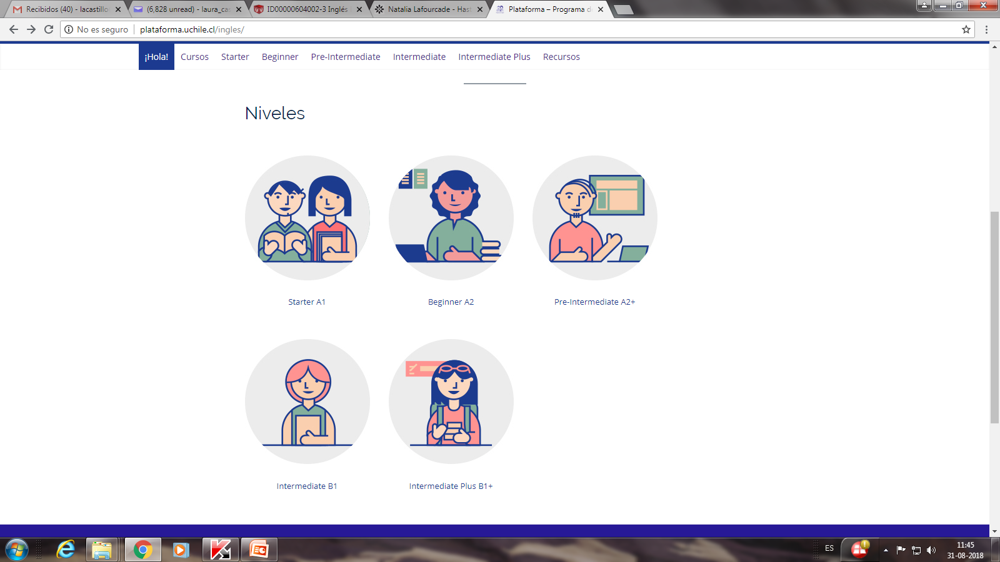 Recibidos (40) - lacastillo
(6,828 unread) - laura_cas
ID00000604002-3 Inglés
Natalia Lafourcade - Has
Plataforma – Programa d
No es seguro
plataforma.uchile.cl/ingles/
¡Hola! Cursos Starter Beginner Pre-Intermediate Intermediate Intermediate Plus Recursos
Niveles
Starter A1
Beginner A2
Pre-Intermediate A2+
Intermediate B1
Intermediate Plus B1+
ES
11:45
31-08-2018